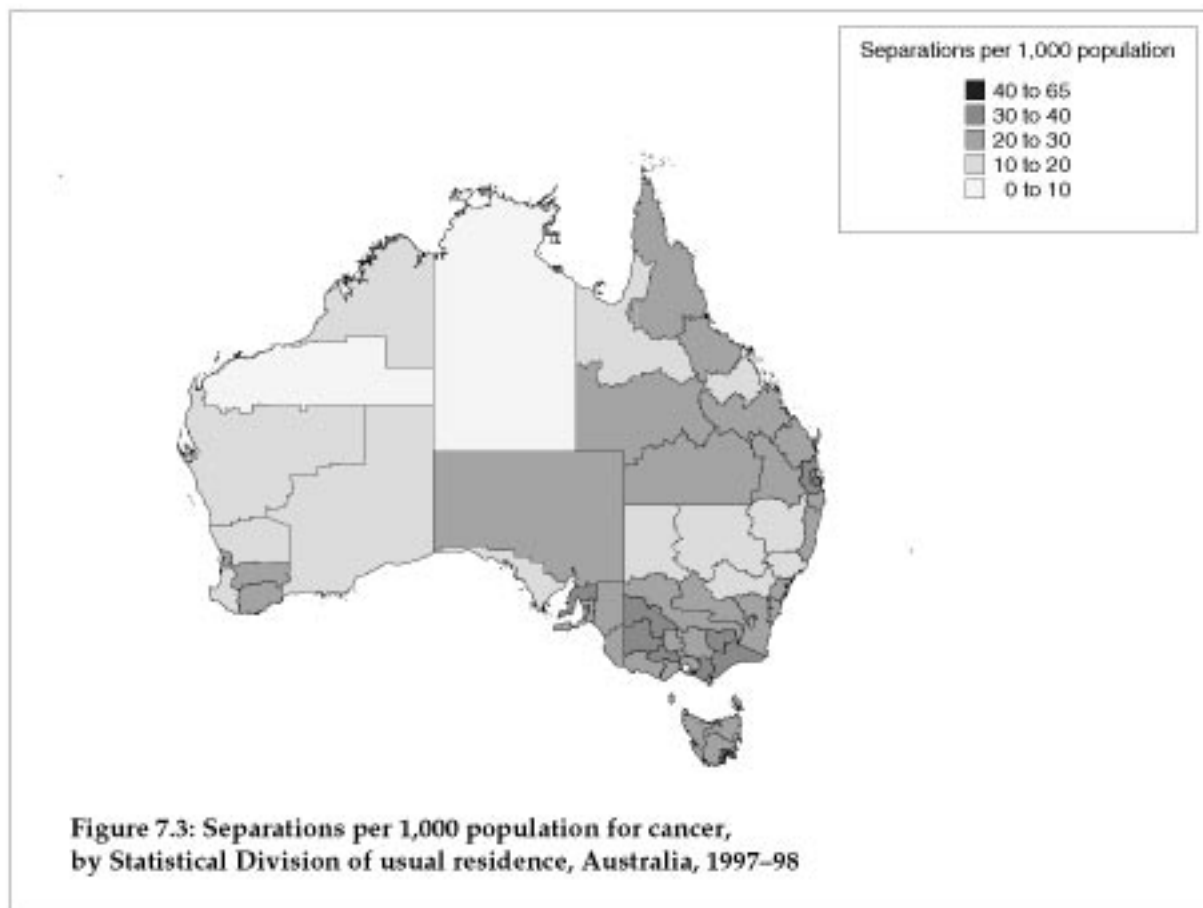 Separations per 1,000 population
40 to 65
30 to 40
20 to 30
10 to 20
0 to 10
Figure 7.3: Separations per 1,000 population for cancer,
by Statistical Division of usual residence, Australia, 1997–98